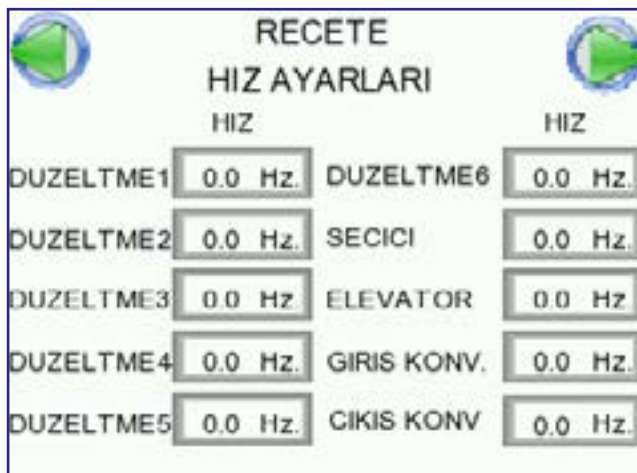 RECETE
HIZ AYARLARI
HIZ HIZ
DUZELTME1 0.0 Hz. DUZELTME6 0.0 Hz.
DUZELTME2 0.0 Hz. SECICI 0.0 Hz.
DUZELTME3 0.0 Hz ELEVATOR 0.0 Hz
DUZELTME4 0.0 Hz. GIRIS KONV. 0.0 Hz.
DUZELTME5 0.0 Hz. CIKIS KONV 0.0 Hz.